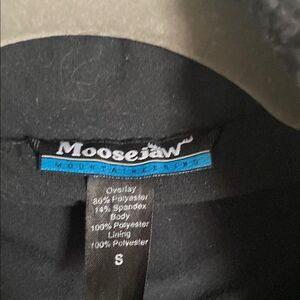 Moosejaw
MOUNTAINEERING
Overlay
86% Polyester
14% Spandex
Body
100% Polyester
Lining
100% Polyester
S